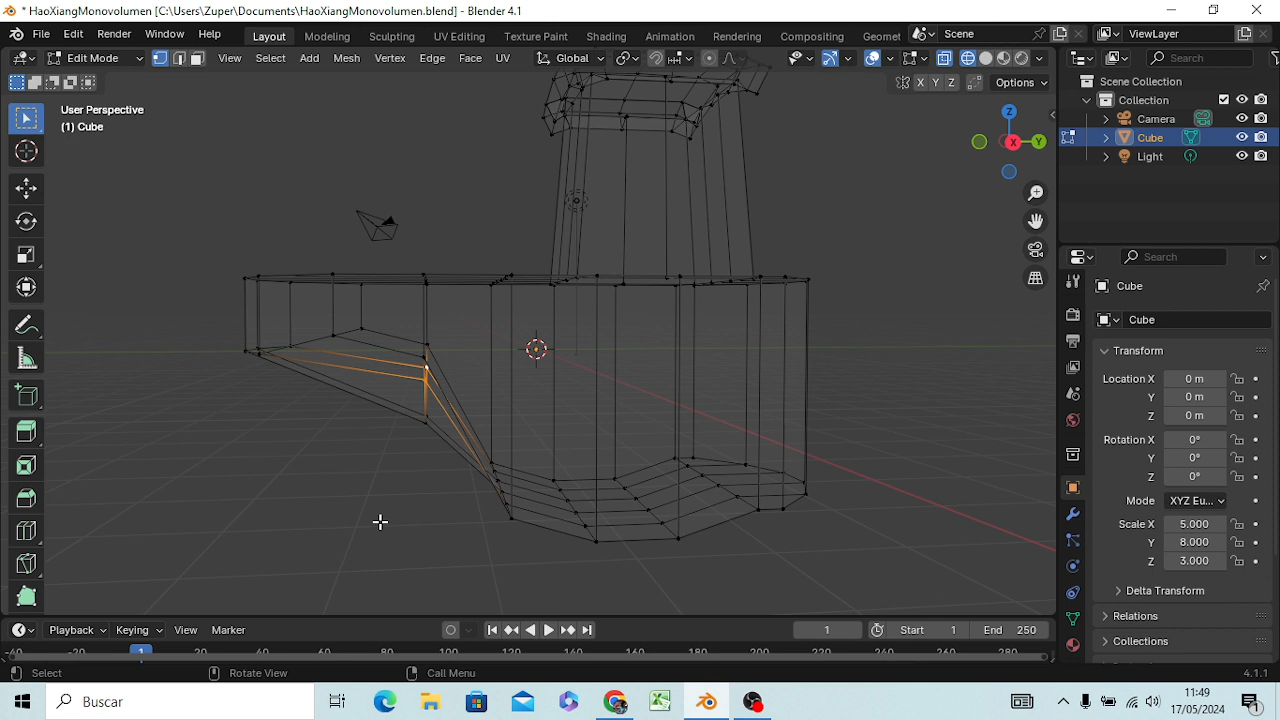 * HaoXiangMonovolumen [C:\Users\Zuper\Documents\HaoXiangMonovolumen.blend] - Blender 4.1
File Edit Render Window Help Layout Modeling Sculpting UV Editing Texture Paint Shading Animation Rendering Compositing Geomet Scene ViewLayer
Edit Mode View Select Add Mesh Vertex Edge Face UV Global Search
X Y Z Options
User Perspective
(1) Cube
Z
X
Y
Scene Collection
Collection
Camera
Cube
Light
Search
Cube
Cube
Transform
Location X 0 m
Y 0 m
Z 0 m
Rotation X 0°
Y 0°
Z 0°
Mode XYZ Eu...
Scale X 5.000
Y 8.000
Z 3.000
Delta Transform
Relations
Collections
Playback Keying View Marker 1 Start 1 End 250
-40 -20 1 20 40 60 80 100 120 140 160 180 200 220 240 260 280
Select Rotate View Call Menu 4.1.1
Buscar
11:49
17/05/2024
1